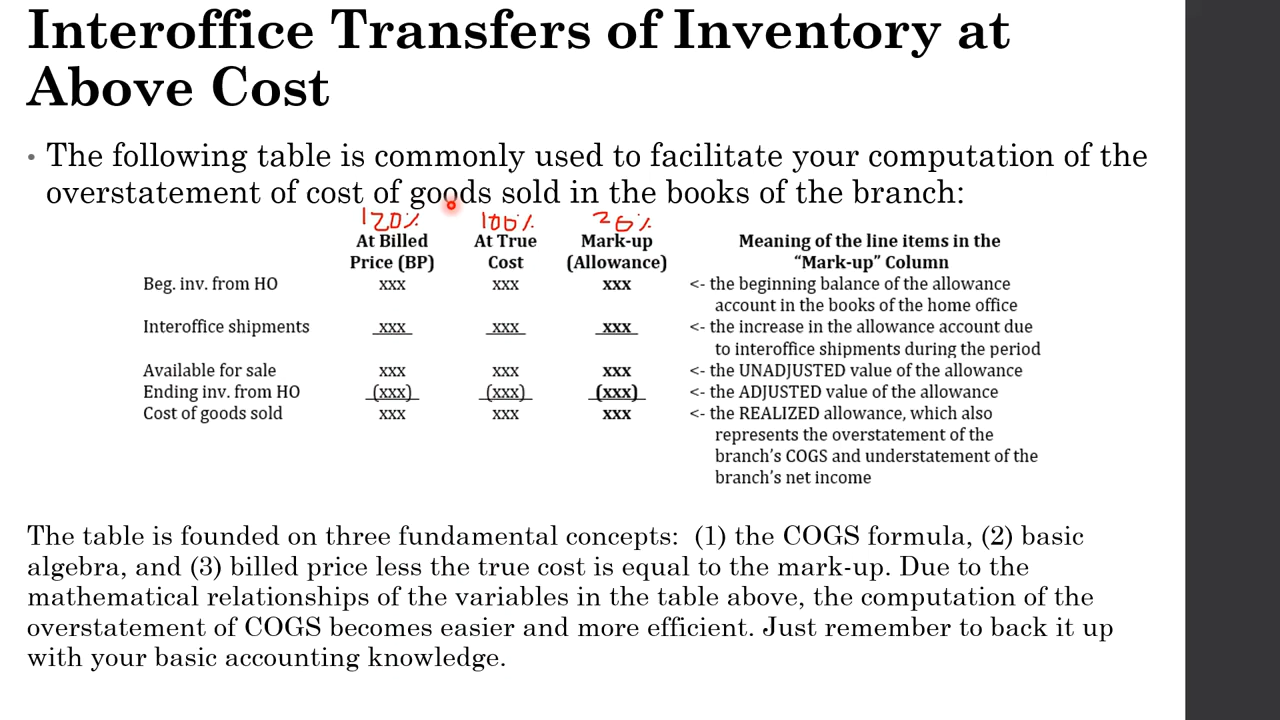 Interoffice Transfers of Inventory at
Above Cost
• The following table is commonly used to facilitate your computation of the
overstatement of cost of goods sold in the books of the branch:
120% 100% 20%
At Billed At True Mark-up Meaning of the line items in the
Price (BP) Cost (Allowance) “Mark-up” Column
Beg. inv. from HO xxx xxx xxx <- the beginning balance of the allowance
account in the books of the home office
Interoffice shipments xxx xxx xxx <- the increase in the allowance account due
to interoffice shipments during the period
Available for sale xxx xxx xxx <- the UNADJUSTED value of the allowance
Ending inv. from HO (xxx) (xxx) (xxx) <- the ADJUSTED value of the allowance
Cost of goods sold xxx xxx xxx <- the REALIZED allowance, which also
represents the overstatement of the
branch’s COGS and understatement of the
branch’s net income
The table is founded on three fundamental concepts: (1) the COGS formula, (2) basic
algebra, and (3) billed price less the true cost is equal to the mark-up. Due to the
mathematical relationships of the variables in the table above, the computation of the
overstatement of COGS becomes easier and more efficient. Just remember to back it up
with your basic accounting knowledge.